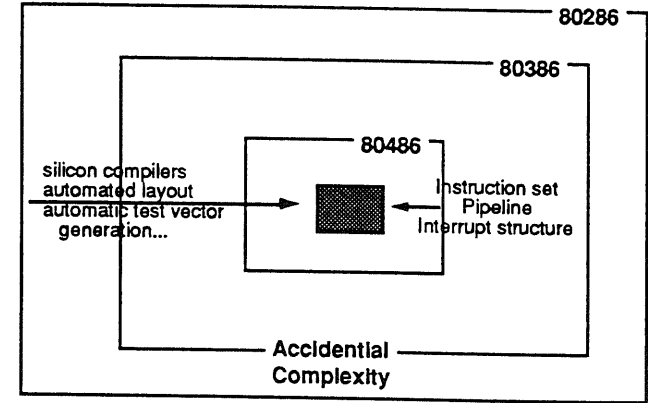 80286
80386
80486
silicon compilers
automated layout
automatic test vector
generation...
Instruction set
Pipeline
Interrupt structure
Accidential
Complexity